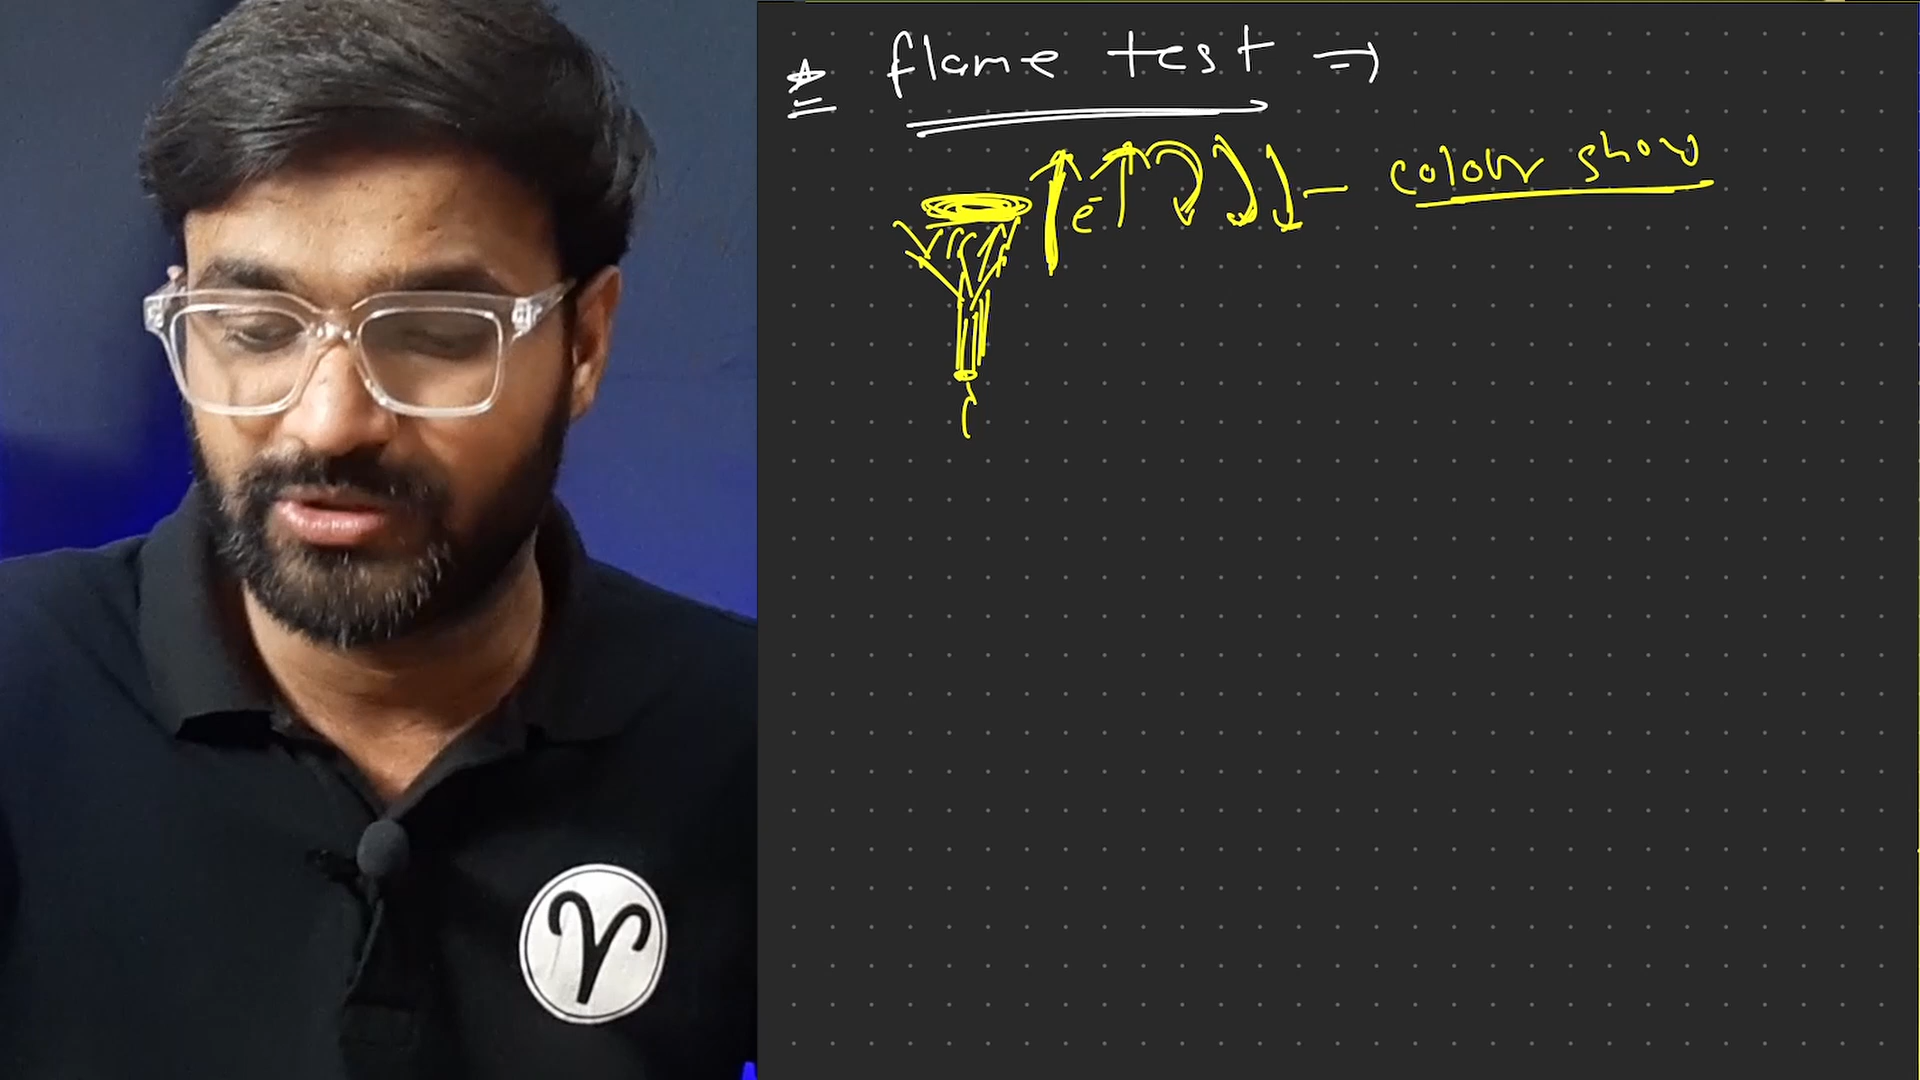 * flame test ⇒
e⁻ — colour show